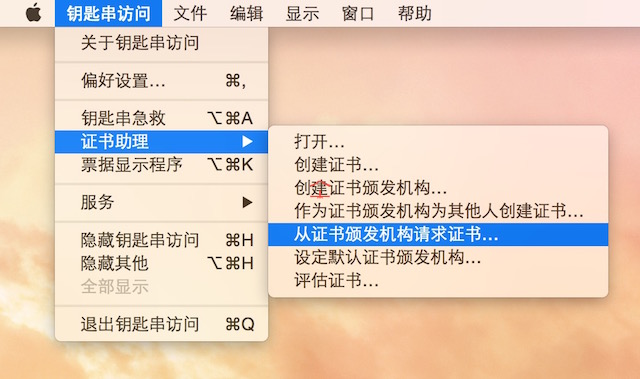 钥匙串访问 文件 编辑 显示 窗口 帮助
关于钥匙串访问
偏好设置… ⌘,
钥匙串急救 ⌥⌘A
证书助理 ▶
票据显示程序 ⌥⌘K
服务 ▶
隐藏钥匙串访问 ⌘H
隐藏其他 ⌥⌘H
全部显示
退出钥匙串访问 ⌘Q
打开…
创建证书…
创建证书颁发机构…
作为证书颁发机构为其他人创建证书…
从证书颁发机构请求证书…
设定默认证书颁发机构…
评估证书…